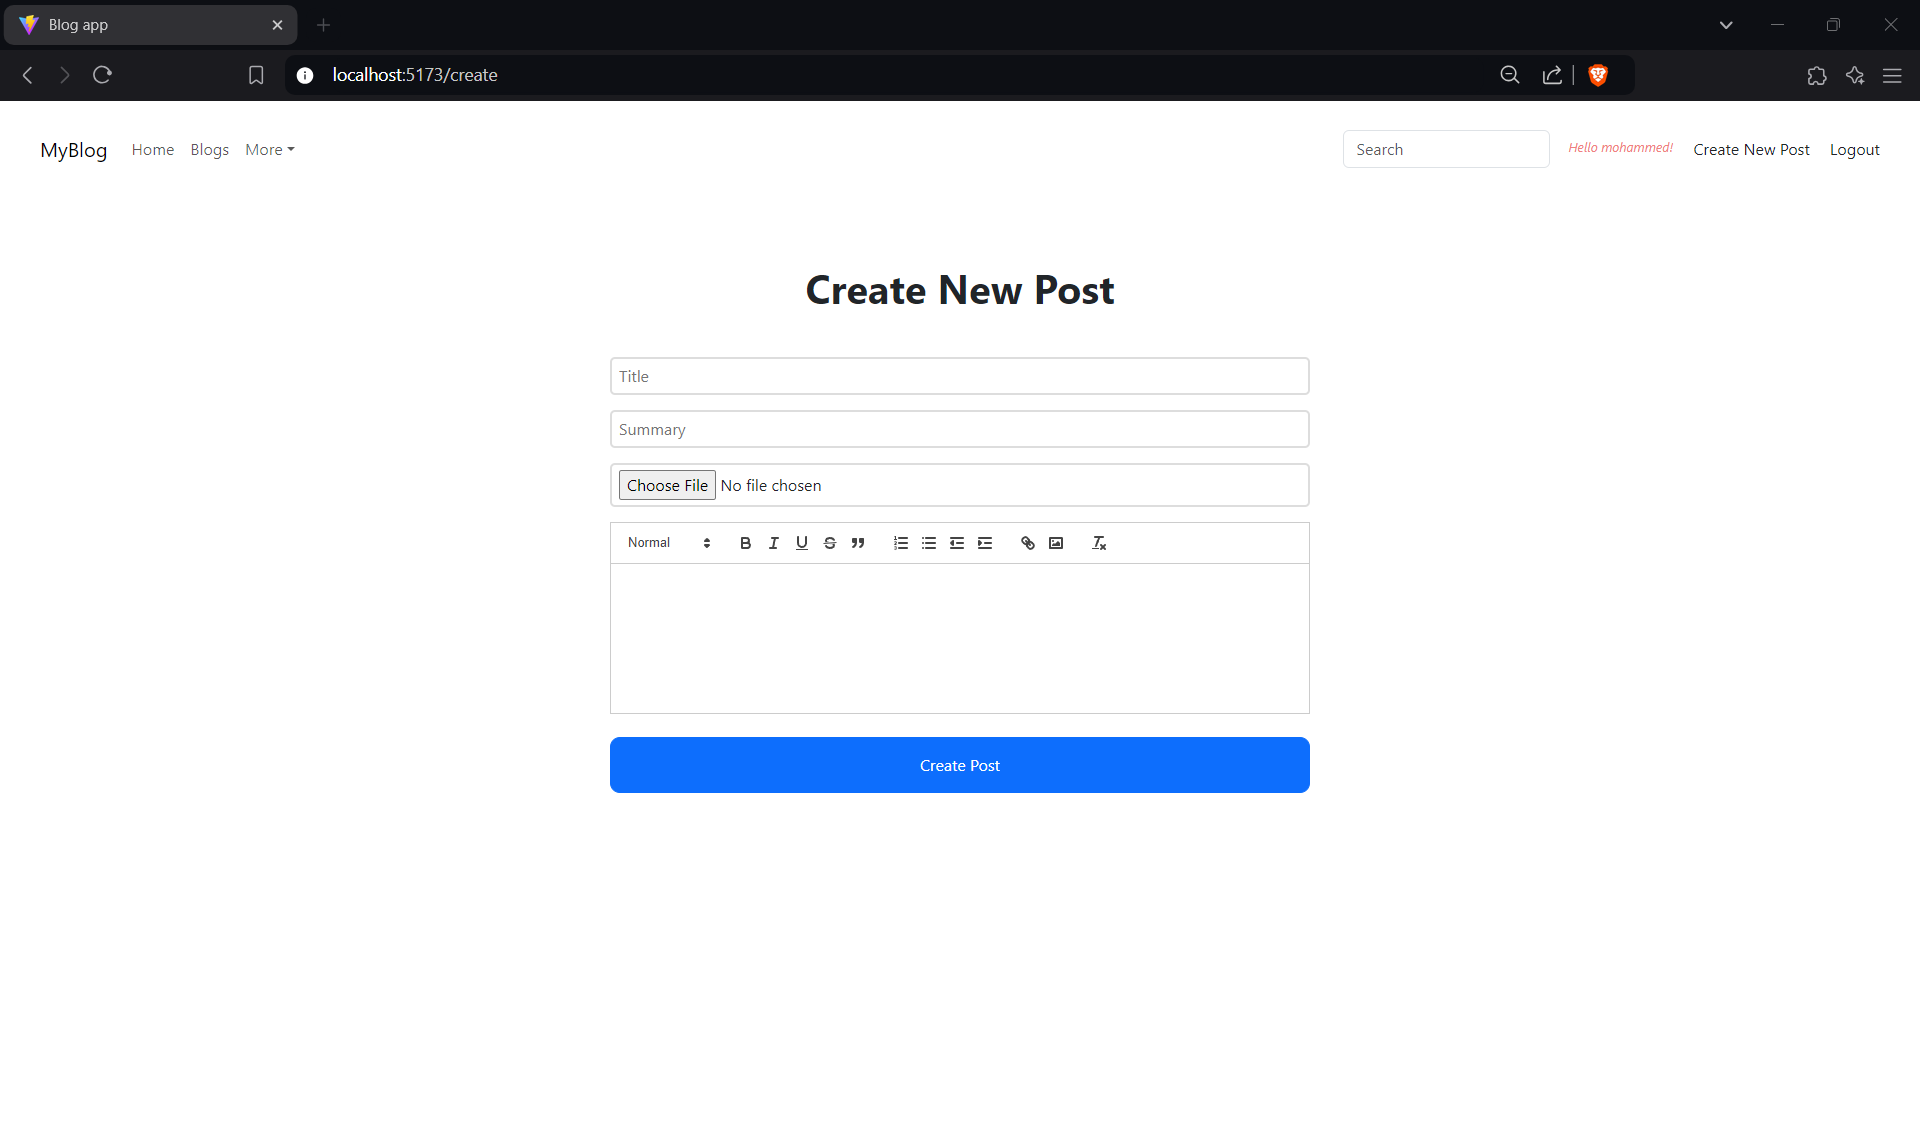 Blog app
localhost:5173/create
MyBlog Home Blogs More Search Hello mohammed! Create New Post Logout
Create New Post
Title
Summary
Choose File No file chosen
Normal
Create Post